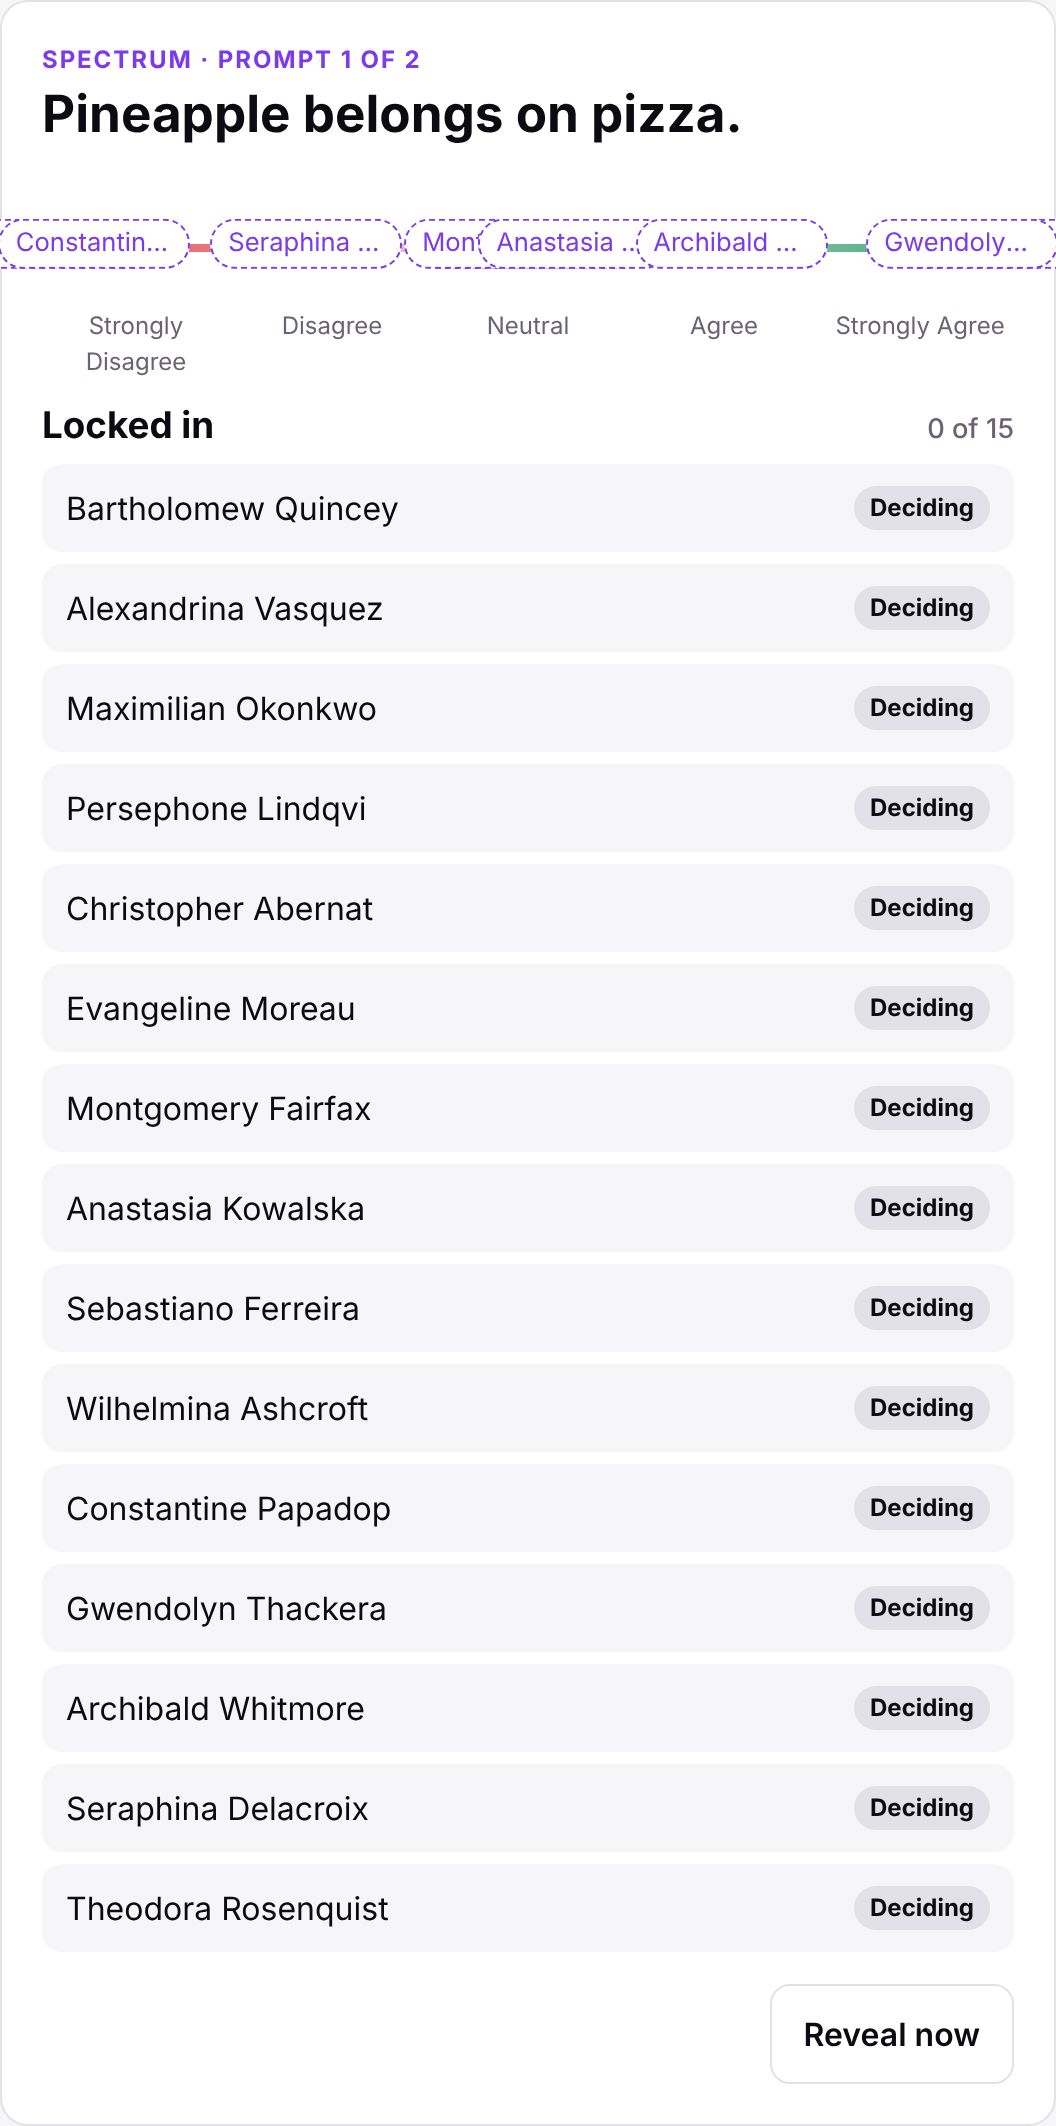 SPECTRUM · PROMPT 1 OF 2
Pineapple belongs on pizza.
Constantin... Seraphina ... Mont Anastasia ... Archibald ... Gwendoly...
Strongly Disagree Disagree Neutral Agree Strongly Agree
Locked in 0 of 15
Bartholomew Quincey Deciding
Alexandrina Vasquez Deciding
Maximilian Okonkwo Deciding
Persephone Lindqvi Deciding
Christopher Abernat Deciding
Evangeline Moreau Deciding
Montgomery Fairfax Deciding
Anastasia Kowalska Deciding
Sebastiano Ferreira Deciding
Wilhelmina Ashcroft Deciding
Constantine Papadop Deciding
Gwendolyn Thackera Deciding
Archibald Whitmore Deciding
Seraphina Delacroix Deciding
Theodora Rosenquist Deciding
Reveal now